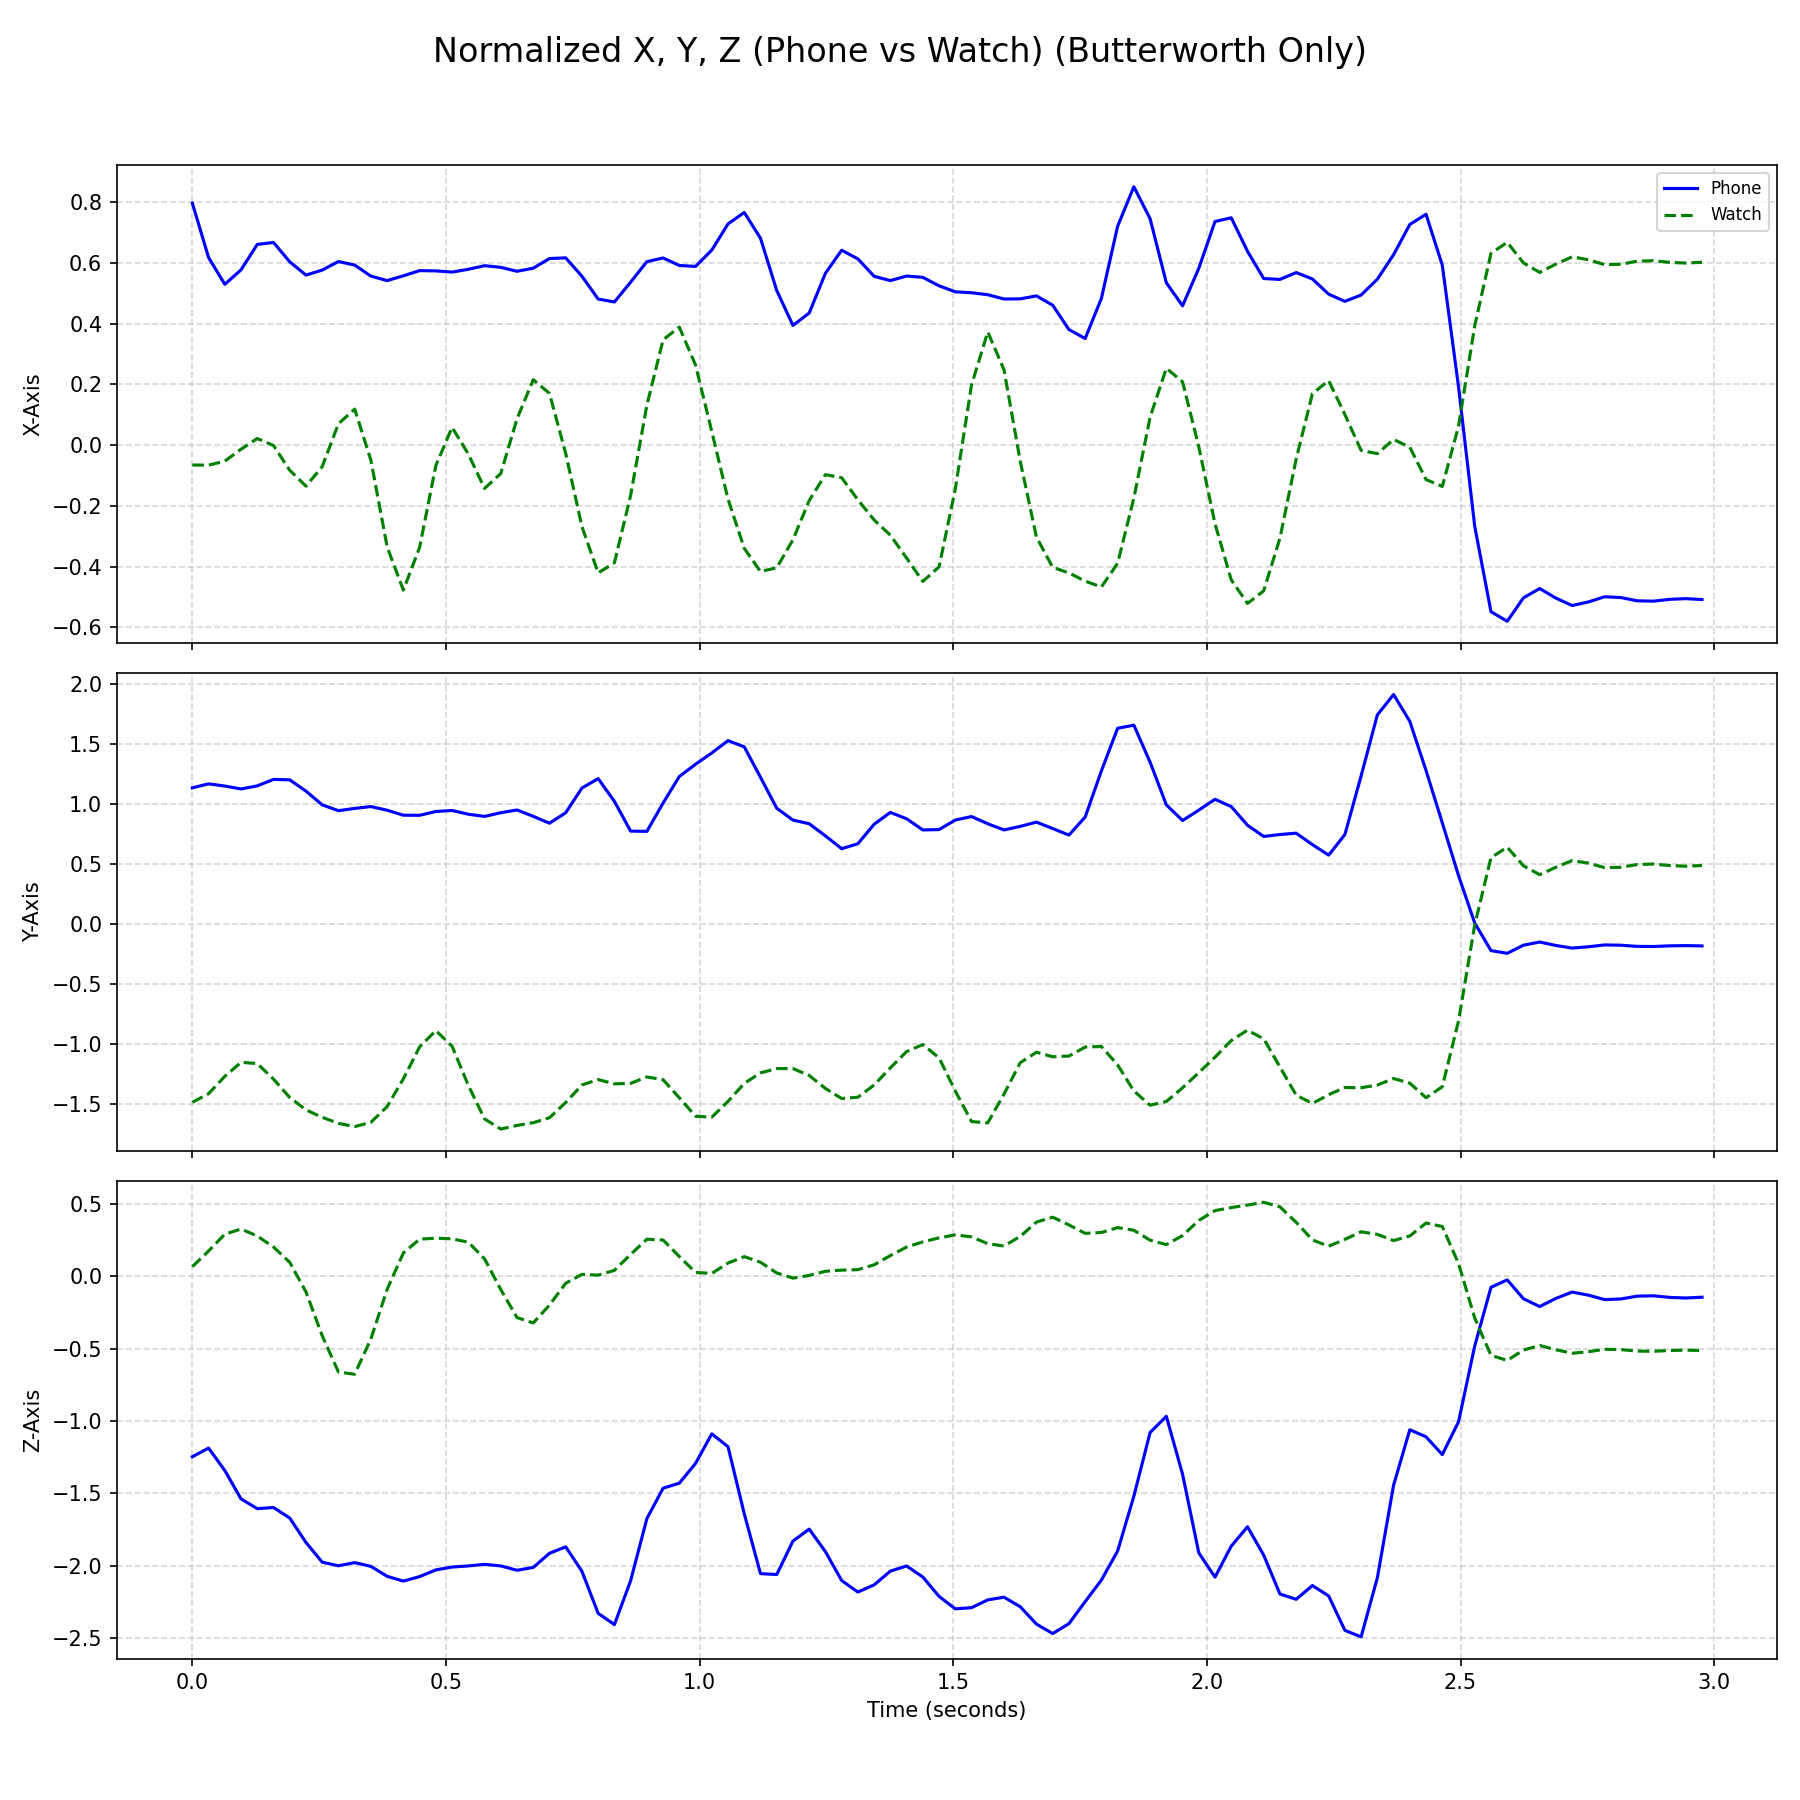 Normalized X, Y, Z (Phone vs Watch) (Butterworth Only)
Phone
Watch
X-Axis
0.8
0.6
0.4
0.2
0.0
−0.2
−0.4
−0.6
Y-Axis
2.0
1.5
1.0
0.5
0.0
−0.5
−1.0
−1.5
Z-Axis
0.5
0.0
−0.5
−1.0
−1.5
−2.0
−2.5
0.0 0.5 1.0 1.5 2.0 2.5 3.0
Time (seconds)